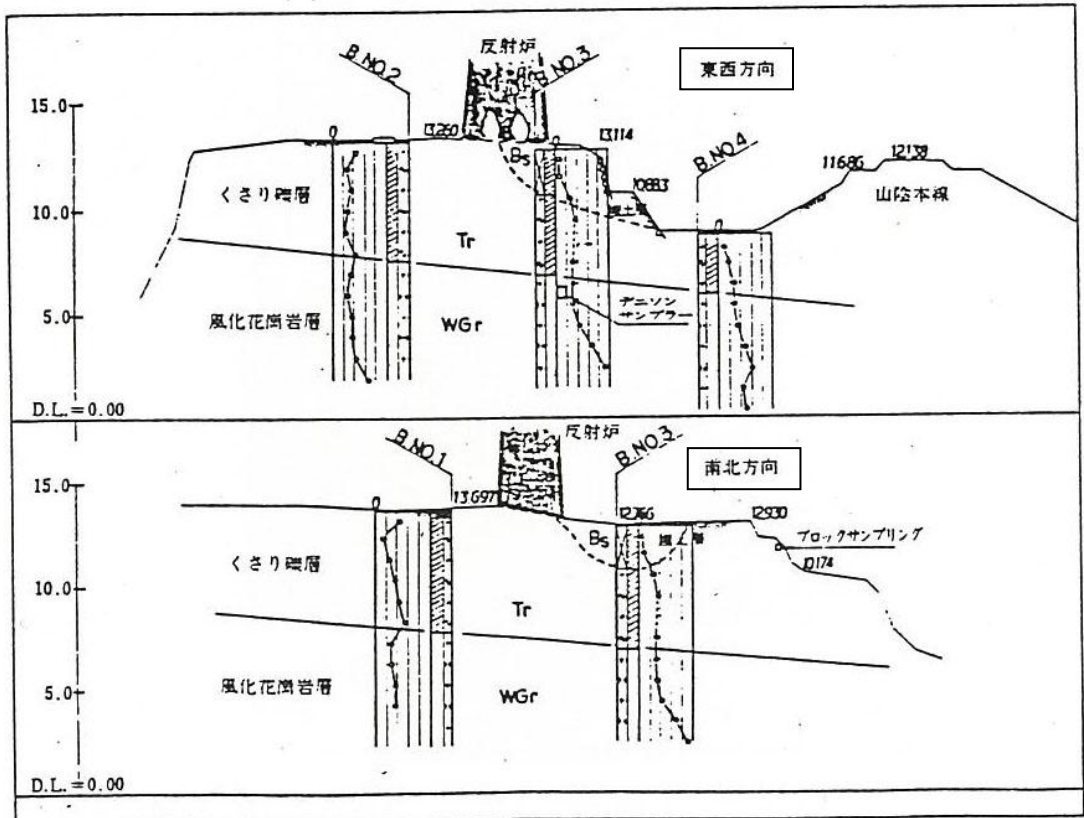 反射炉
B.NO.2
B.NO.3
東西方向
15.0
13.260
13.114
B.NO.4
12.138
11.686
Bs
0
0
10.883
くさり礫層
山陰本線
10.0
Tr
0
デニソン
サンプラー
5.0
風化花崗岩層
WGr
D.L.=0.00
反射炉
B.NO.1
B.NO.3
南北方向
15.0
13.697
0
12.766
12.930
Bs
ブロックサンプリング
10.174
くさり礫層
10.0
Tr
風化花崗岩層
5.0
WGr
D.L.=0.00